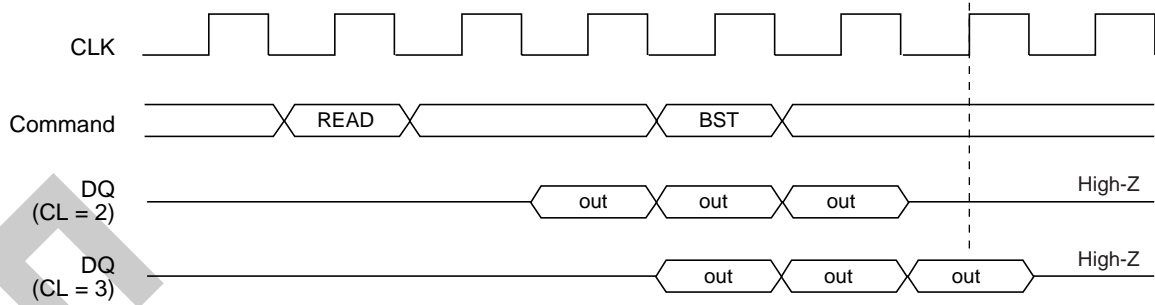 CLK
Command
READ
BST
DQ
(CL = 2)
out
out
out
High-Z
DQ
(CL = 3)
out
out
out
High-Z